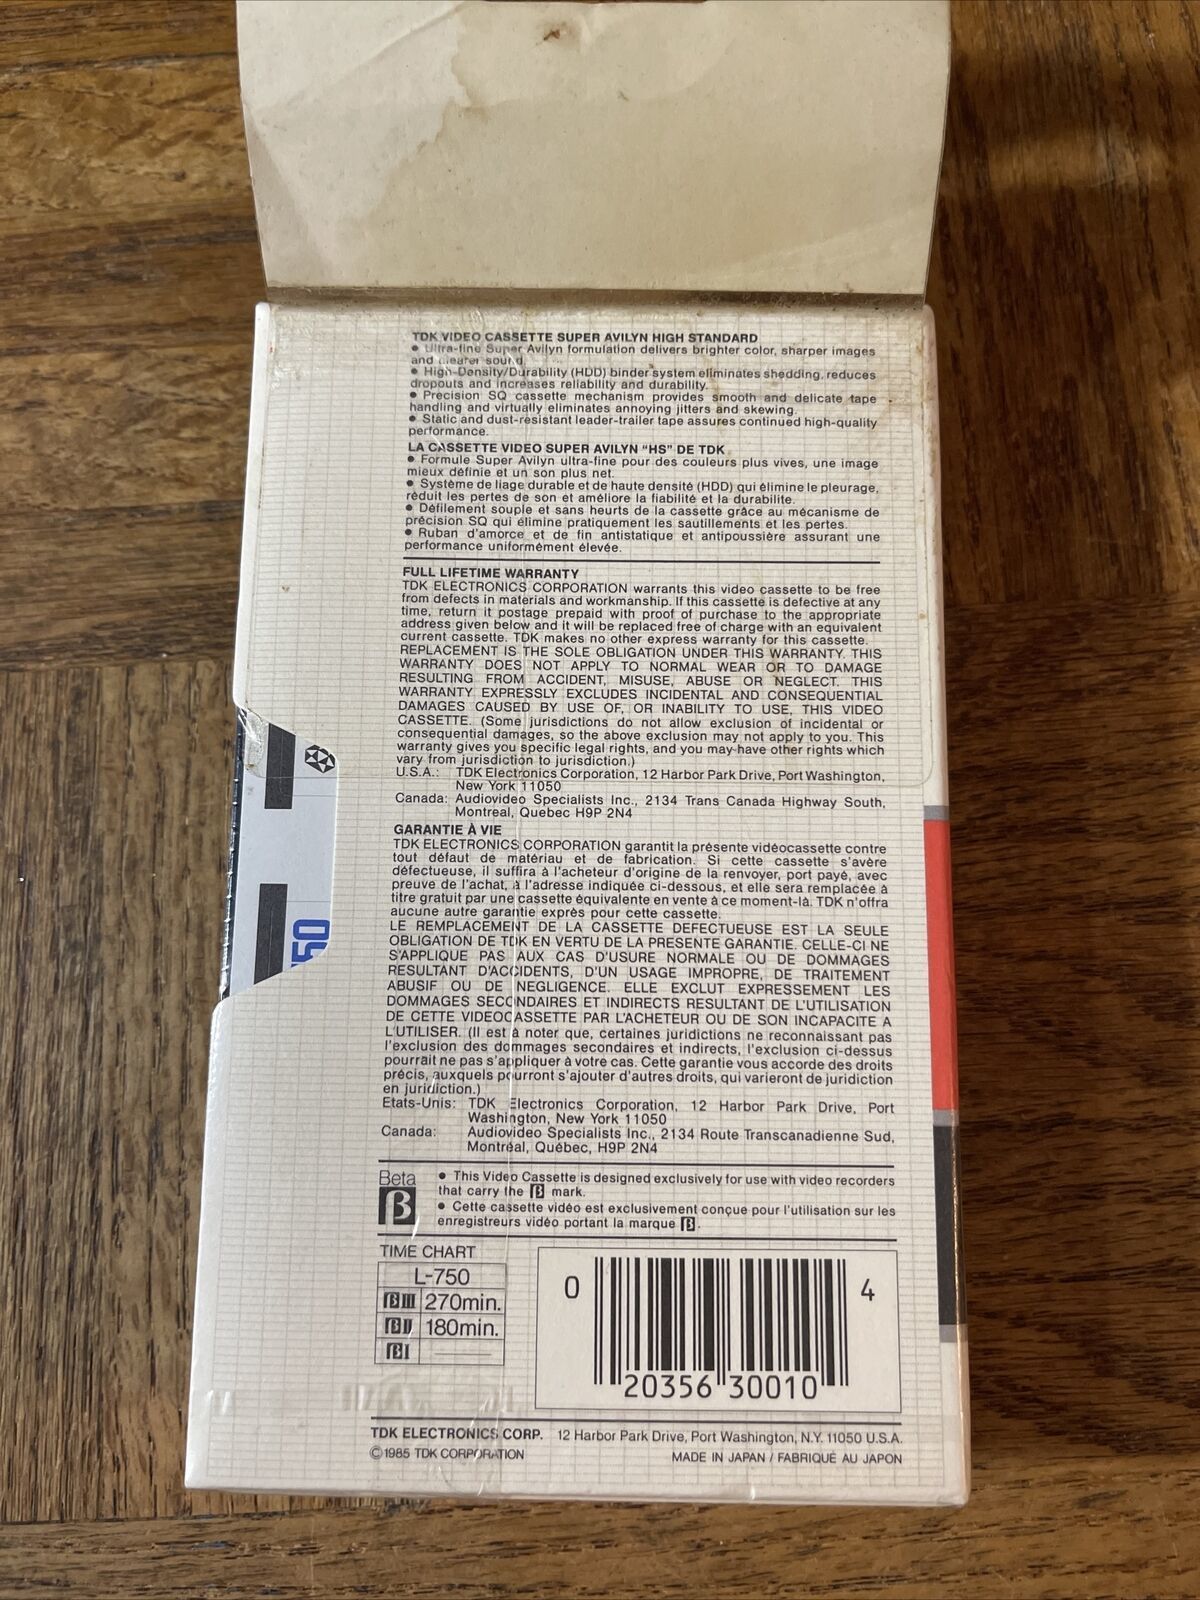 TDK VIDEO CASSETTE SUPER AVILYN HIGH STANDARD
● Ultra-fine Super Avilyn formulation delivers brighter color, sharper images
and clearer sound.
● High-Density/Durability (HDD) binder system eliminates shedding, reduces
dropouts and increases reliability and durability.
● Precision SQ cassette mechanism provides smooth and delicate tape
handling and virtually eliminates annoying jitters and skewing.
● Static and dust-resistant leader-trailer tape assures continued high-quality
performance.
LA CASSETTE VIDEO SUPER AVILYN “HS” DE TDK
● Formule Super Avilyn ultra-fine pour des couleurs plus vives, une image
mieux définie et un son plus net.
● Système de liage durable et de haute densité (HDD) qui élimine le pleurage,
réduit les pertes de son et améliore la fiabilité et la durabilite.
● Défilement souple et sans heurts de la cassette grâce au mécanisme de
précision SQ qui élimine pratiquement les sautillements et les pertes.
● Ruban d'amorce et de fin antistatique et antipoussière assurant une
performance uniformément élevée.
FULL LIFETIME WARRANTY
TDK ELECTRONICS CORPORATION warrants this video cassette to be free
from defects in materials and workmanship. If this cassette is defective at any
time, return it postage prepaid with proof of purchase to the appropriate
address given below and it will be replaced free of charge with an equivalent
current cassette. TDK makes no other express warranty for this cassette.
REPLACEMENT IS THE SOLE OBLIGATION UNDER THIS WARRANTY. THIS
WARRANTY DOES NOT APPLY TO NORMAL WEAR OR TO DAMAGE
RESULTING FROM ACCIDENT, MISUSE, ABUSE OR NEGLECT. THIS
WARRANTY EXPRESSLY EXCLUDES INCIDENTAL AND CONSEQUENTIAL
DAMAGES CAUSED BY USE OF, OR INABILITY TO USE, THIS VIDEO
CASSETTE. (Some jurisdictions do not allow exclusion of incidental or
consequential damages, so the above exclusion may not apply to you. This
warranty gives you specific legal rights, and you may have other rights which
vary from jurisdiction to jurisdiction.)
U.S.A.: TDK Electronics Corporation, 12 Harbor Park Drive, Port Washington,
New York 11050
Canada: Audiovideo Specialists Inc., 2134 Trans Canada Highway South,
Montreal, Quebec H9P 2N4
GARANTIE À VIE
TDK ELECTRONICS CORPORATION garantit la présente vidéocassette contre
tout défaut de matériau et de fabrication. Si cette cassette s'avère
défectueuse, il suffira à l'acheteur d'origine de la renvoyer, port payé, avec
preuve de l'achat, à l'adresse indiquée ci-dessous, et elle sera remplacée à
titre gratuit par une cassette équivalente en vente à ce moment-là. TDK n'offra
aucune autre garantie exprès pour cette cassette.
LE REMPLACEMENT DE LA CASSETTE DEFECTUEUSE EST LA SEULE
OBLIGATION DE TDK EN VERTU DE LA PRESENTE GARANTIE. CELLE-CI NE
S'APPLIQUE PAS AUX CAS D'USURE NORMALE OU DE DOMMAGES
RESULTANT D'ACCIDENTS, D'UN USAGE IMPROPRE, DE TRAITEMENT
ABUSIF OU DE NEGLIGENCE. ELLE EXCLUT EXPRESSEMENT LES
DOMMAGES SECONDAIRES ET INDIRECTS RESULTANT DE L'UTILISATION
DE CETTE VIDEOCASSETTE PAR L'ACHETEUR OU DE SON INCAPACITE A
L'UTILISER. (Il est à noter que, certaines juridictions ne reconnaissant pas
l'exclusion des dommages secondaires et indirects, l'exclusion ci-dessus
pourrait ne pas s'appliquer à votre cas. Cette garantie vous accorde des droits
précis, auxquels pourront s'ajouter d'autres droits, qui varieront de juridiction
en juridiction.)
Etats-Unis: TDK Electronics Corporation, 12 Harbor Park Drive, Port
Washington, New York 11050
Canada: Audiovideo Specialists Inc., 2134 Route Transcanadienne Sud,
Montréal, Québec, H9P 2N4
Beta
β
● This Video Cassette is designed exclusively for use with video recorders
that carry the β mark.
● Cette cassette vidéo est exclusivement conçue pour l'utilisation sur les
enregistreurs vidéo portant la marque β.
TIME CHART
L-750
βIII 270min.
βII 180min.
βI ——
0 20356 30010 4
TDK ELECTRONICS CORP. 12 Harbor Park Drive, Port Washington, N.Y. 11050 U.S.A.
©1985 TDK CORPORATION MADE IN JAPAN / FABRIQUÉ AU JAPON
50